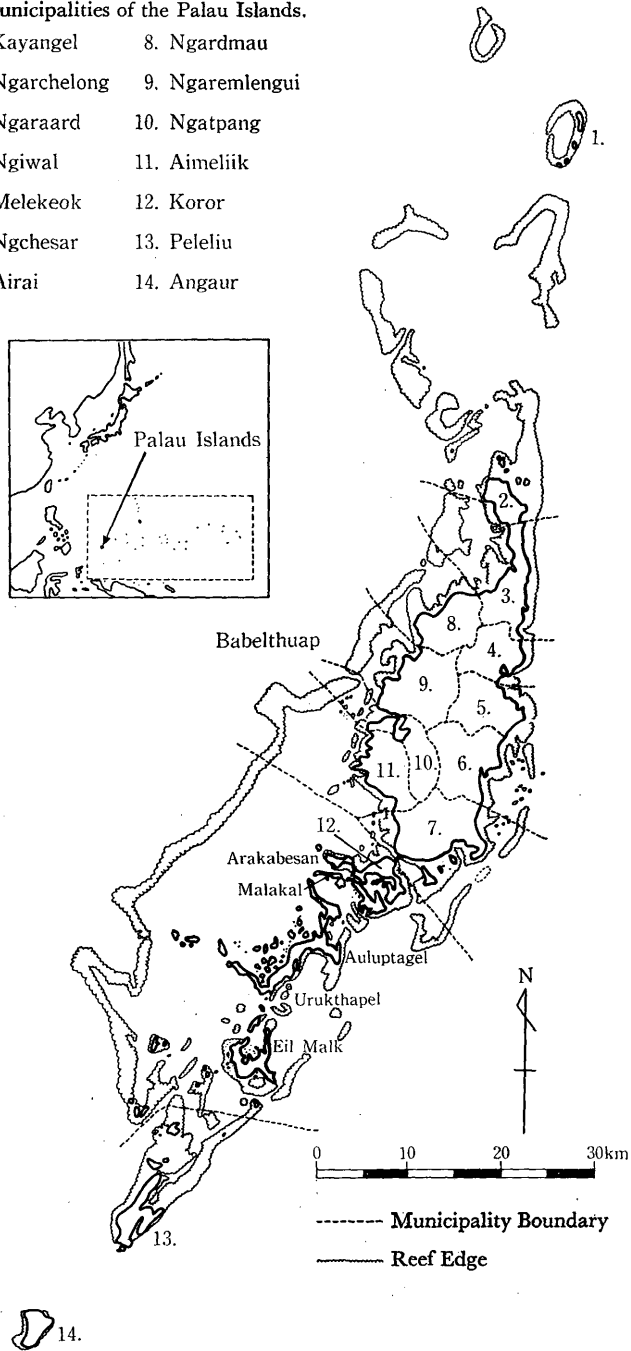 unicipalities of the Palau Islands.
Kayangel 8. Ngardmau
Ngarchelong 9. Ngaremlengui
Ngaraard 10. Ngatpang
Ngiwal 11. Aimeliik
Melekeok 12. Koror
Ngchesar 13. Peleliu
Airai 14. Angaur
1.
Palau Islands
2.
3.
Babelthuap
8.
4.
9.
5.
11.
10.
6.
12.
7.
Arakabesan
Malakal
Auluptagel
N
Urukthapel
Eil Malk
0 10 20 30km
13.
Municipality Boundary
Reef Edge
14.